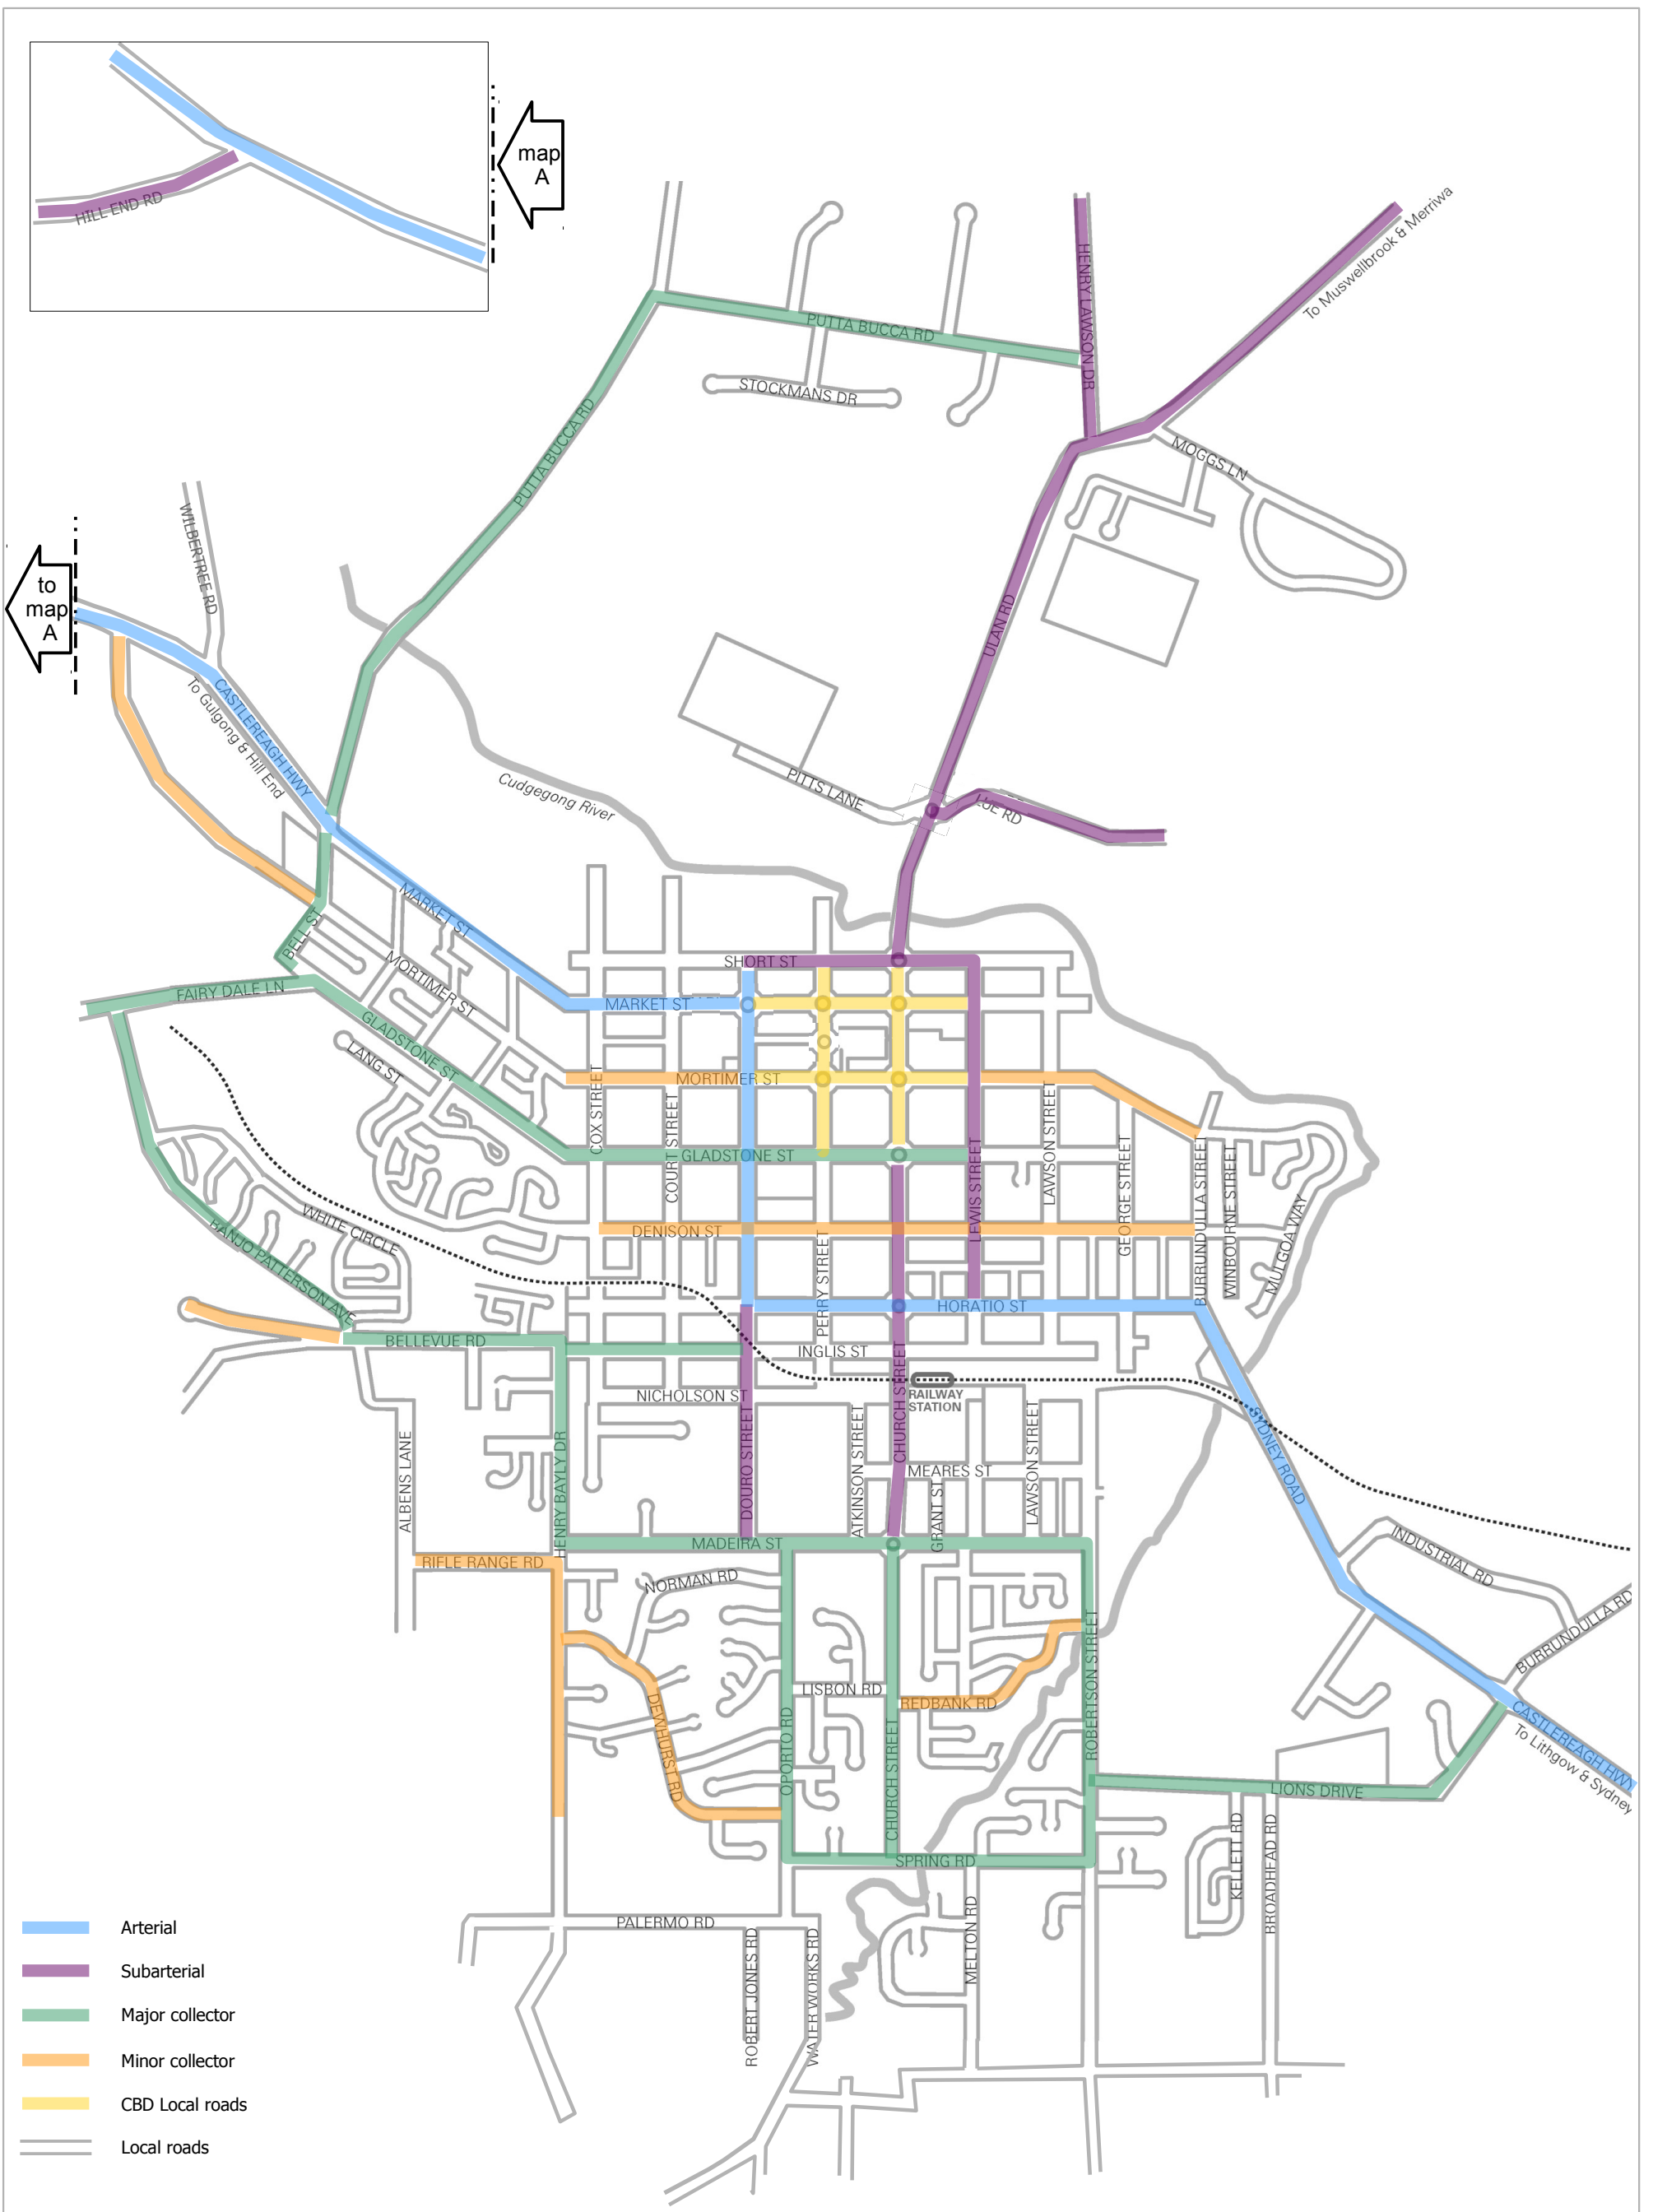 map
A
HILL END RD
HENRY LAWSON DR
To Muswellbrook & Merriwa
PUTTA BUCCA RD
STOCKMANS DR
PUTTA BUCCA RD
MOGGS LN
WILBERTREE RD
to
map
A
ULAN RD
CASTLEREAGH HWY
To Gulgong & Hill End
Cudgegong River
PITTS LANE
LUE RD
MARKET ST
BELL ST
SHORT ST
MORTIMER ST
FAIRY DALE LN
MARKET ST
GLADSTONE ST
LANG ST
MORTIMER ST
COX STREET
COURT STREET
GLADSTONE ST
LEWIS STREET
LAWSON STREET
GEORGE STREET
BURRUNDULLA STREET
WINBOURNE STREET
MULGOA WAY
WHITE CIRCLE
DENISON ST
PERRY STREET
BANJO PATTERSON AVE
HORATIO ST
BELLEVUE RD
INGLIS ST
CHURCH STREET
RAILWAY
STATION
NICHOLSON ST
DOURO STREET
ATKINSON STREET
LAWSON STREET
SYDNEY ROAD
ALBENS LANE
HENRY BAYLY DR
MEARES ST
GRANT ST
MADEIRA ST
INDUSTRIAL RD
RIFLE RANGE RD
NORMAN RD
BURRUNDULLA RD
ROBERTSON STREET
LISBON RD
REDBANK RD
DEWHURST RD
OPORTO RD
CHURCH STREET
CASTLEREAGH HWY
To Lithgow & Sydney
LIONS DRIVE
SPRING RD
KELLETT RD
BROADHEAD RD
PALERMO RD
MELTON RD
ROBERT JONES RD
WATERWORKS RD
Arterial
Subarterial
Major collector
Minor collector
CBD Local roads
Local roads